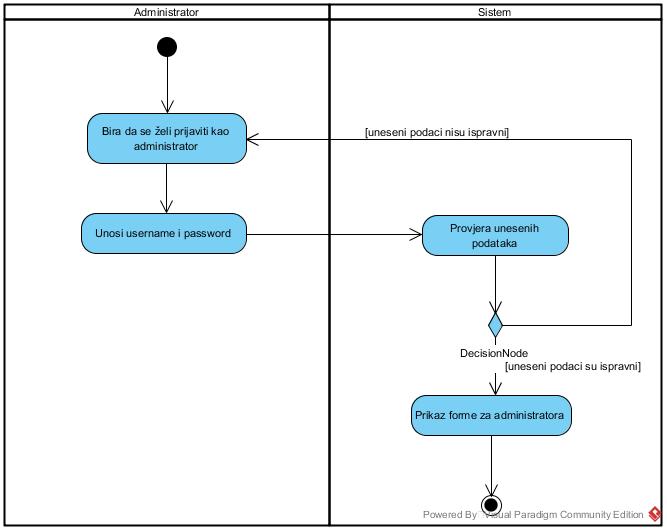 Administrator
Sistem
Bira da se želi prijaviti kao
administrator
[uneseni podaci nisu ispravni]
Unosi username i password
Provjera unesenih
podataka
DecisionNode
[uneseni podaci su ispravni]
Prikaz forme za administratora
Powered By Visual Paradigm Community Edition